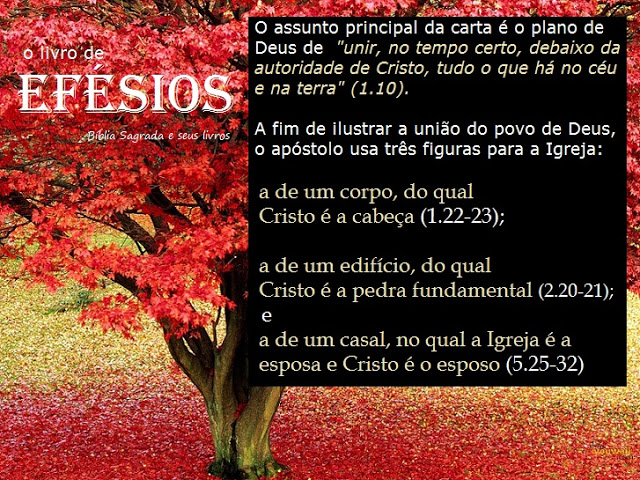 o livro de
EFÉSIOS
Bíblia Sagrada e seus livros
O assunto principal da carta é o plano de
Deus de "unir, no tempo certo, debaixo da
autoridade de Cristo, tudo o que há no céu
e na terra" (1.10).
A fim de ilustrar a união do povo de Deus,
o apóstolo usa três figuras para a Igreja:
a de um corpo, do qual
Cristo é a cabeça (1.22-23);
a de um edifício, do qual
Cristo é a pedra fundamental (2.20-21);
e
a de um casal, no qual a Igreja é a
esposa e Cristo é o esposo (5.25-32)